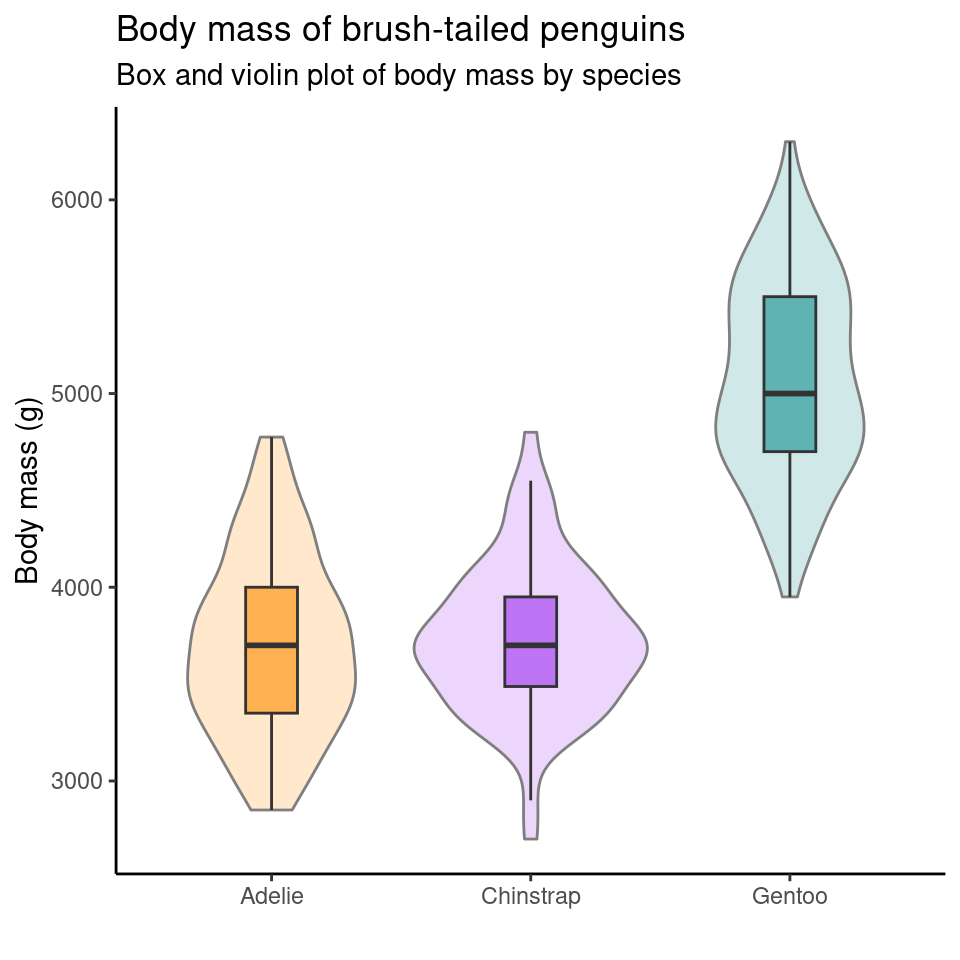 Body mass of brush-tailed penguins
Box and violin plot of body mass by species
Body mass (g)
6000
5000
4000
3000
Adelie
Chinstrap
Gentoo